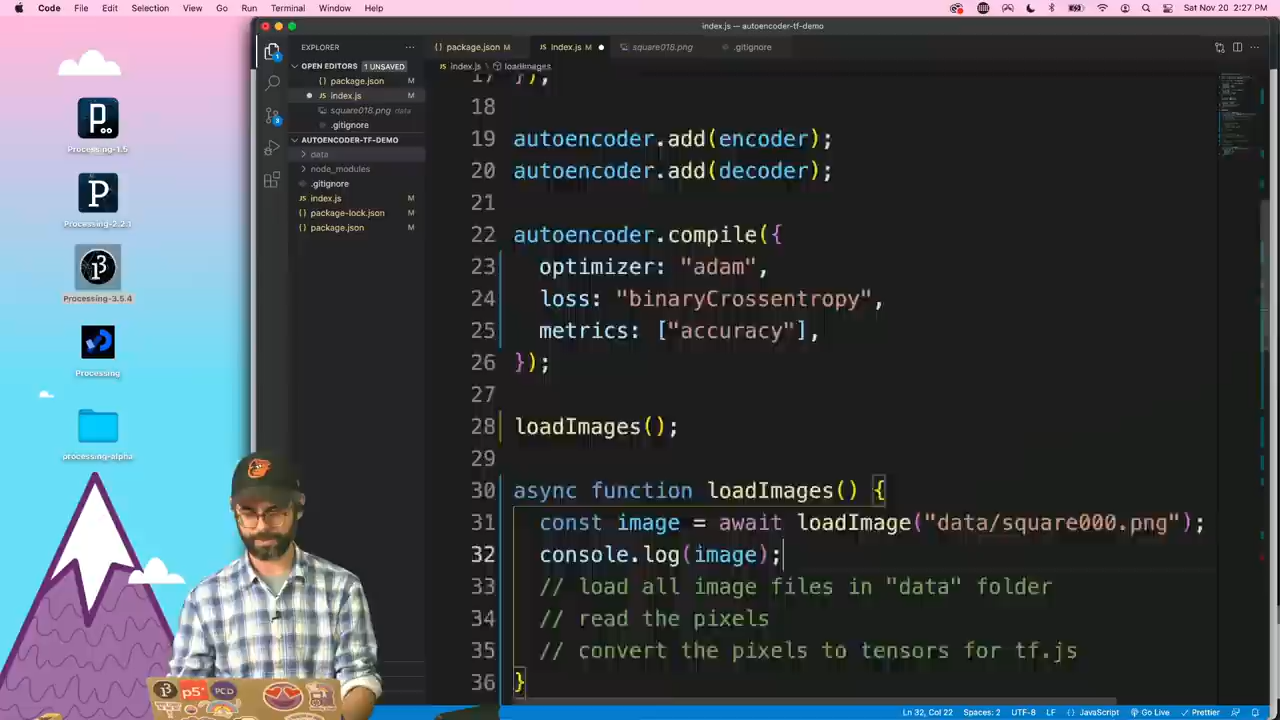 Code File Edit Selection View Go Run Terminal Window Help
Sat Nov 20 2:27 PM
index.js — autoencoder-tf-demo
EXPLORER
OPEN EDITORS 1 UNSAVED
package.json M
index.js M
square018.png data
.gitignore
AUTOENCODER-TF-DEMO
data
node_modules
.gitignore
index.js M
package-lock.json M
package.json M
package.json M
index.js M
square018.png
.gitignore
index.js > loadImages
17 });
18
19 autoencoder.add(encoder);
20 autoencoder.add(decoder);
21
22 autoencoder.compile({
23 optimizer: "adam",
24 loss: "binaryCrossentropy",
25 metrics: ["accuracy"],
26 });
27
28 loadImages();
29
30 async function loadImages() {
31 const image = await loadImage("data/square000.png");
32 console.log(image);
33 // load all image files in "data" folder
34 // read the pixels
35 // convert the pixels to tensors for tf.js
36 }
Ln 32, Col 22 Spaces: 2 UTF-8 LF JavaScript Go Live Prettier
Processing-1.5
Processing-2.2.1
Processing-3.5.4
Processing
processing-alpha
p5*
PCD